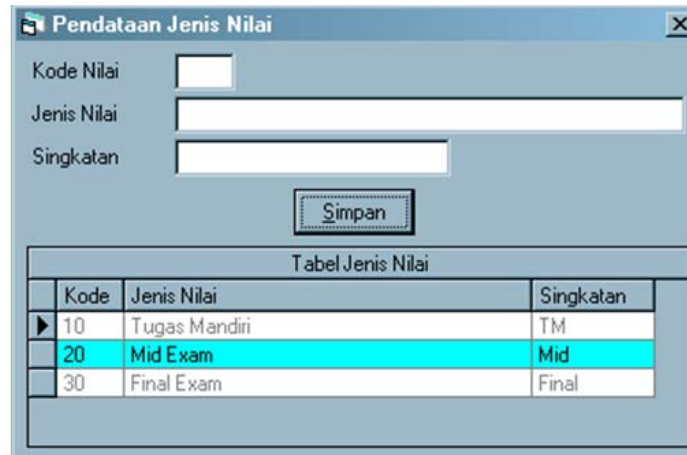 Pendataan Jenis Nilai
Kode Nilai
Jenis Nilai
Singkatan
Simpan
Tabel Jenis Nilai
Kode Jenis Nilai Singkatan
10 Tugas Mandiri TM
20 Mid Exam Mid
30 Final Exam Final